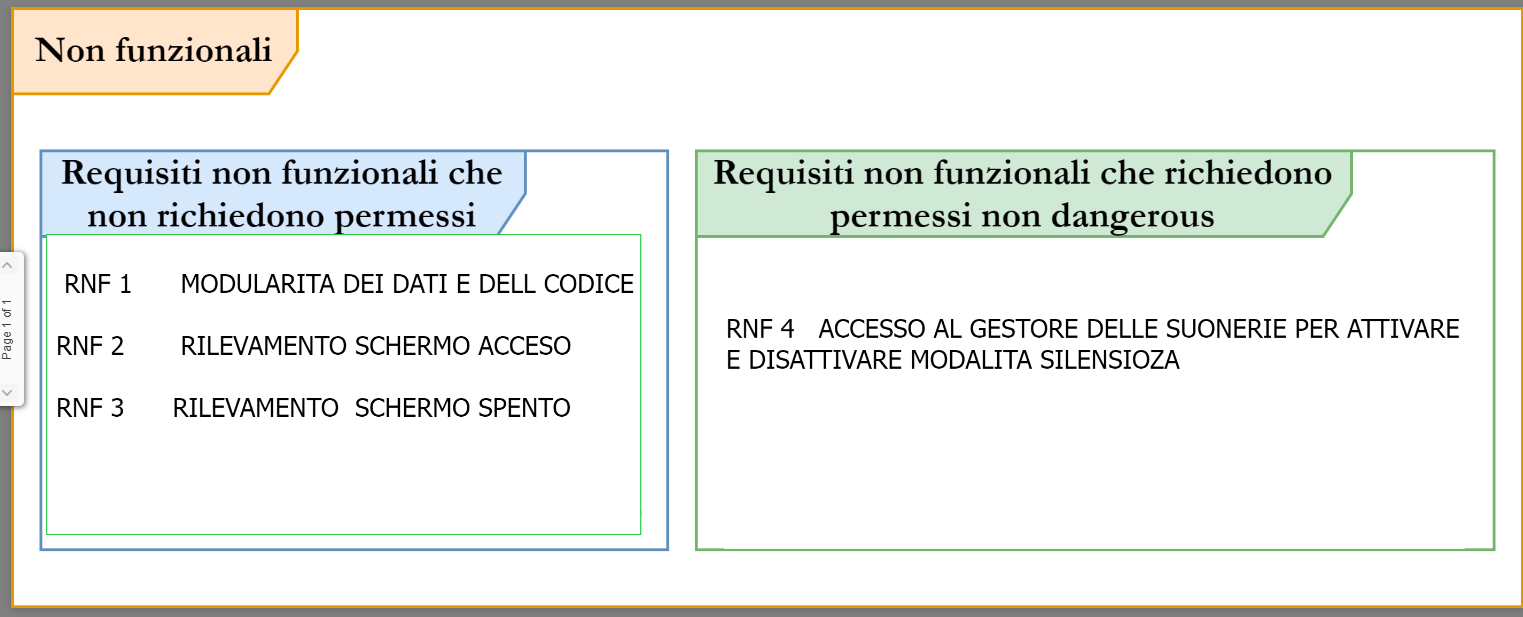 Non funzionali
Requisiti non funzionali che
non richiedono permessi
RNF 1 MODULARITA DEI DATI E DELL CODICE
RNF 2 RILEVAMENTO SCHERMO ACCESO
RNF 3 RILEVAMENTO SCHERMO SPENTO
Requisiti non funzionali che richiedono
permessi non dangerous
RNF 4 ACCESSO AL GESTORE DELLE SUONERIE PER ATTIVARE
E DISATTIVARE MODALITA SILENSIOZA
Page 1 of 1